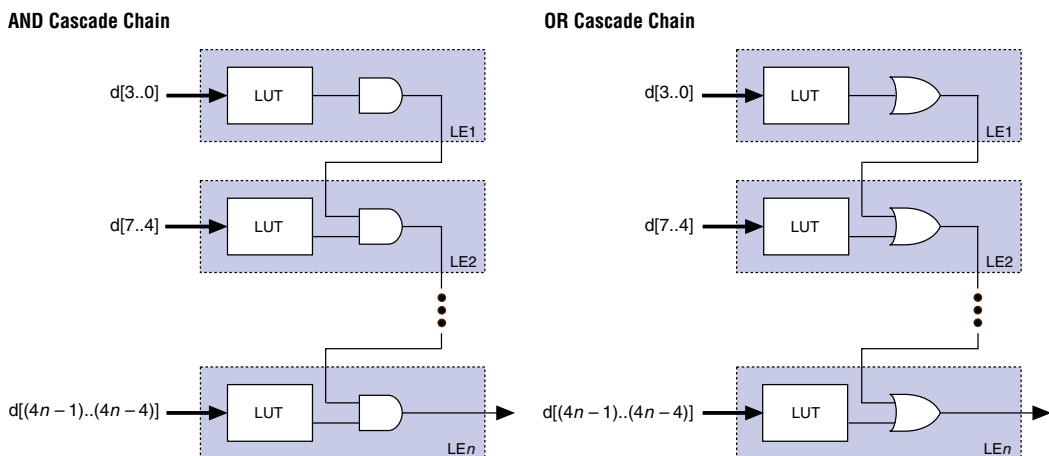 AND Cascade Chain
d[3..0]
LUT
LE1
d[7..4]
LUT
LE2
d[(4n – 1)..(4n – 4)]
LUT
LEn
OR Cascade Chain
d[3..0]
LUT
LE1
d[7..4]
LUT
LE2
d[(4n – 1)..(4n – 4)]
LUT
LEn